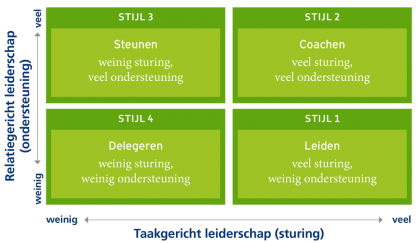 Relatiegericht leiderschap
(ondersteuning)
veel
weinig
STIJL 3
Steunen
weinig sturing,
veel ondersteuning
STIJL 2
Coachen
veel sturing,
veel ondersteuning
STIJL 4
Delegeren
weinig sturing,
weinig ondersteuning
STIJL 1
Leiden
veel sturing,
weinig ondersteuning
weinig
veel
Taakgericht leiderschap (sturing)